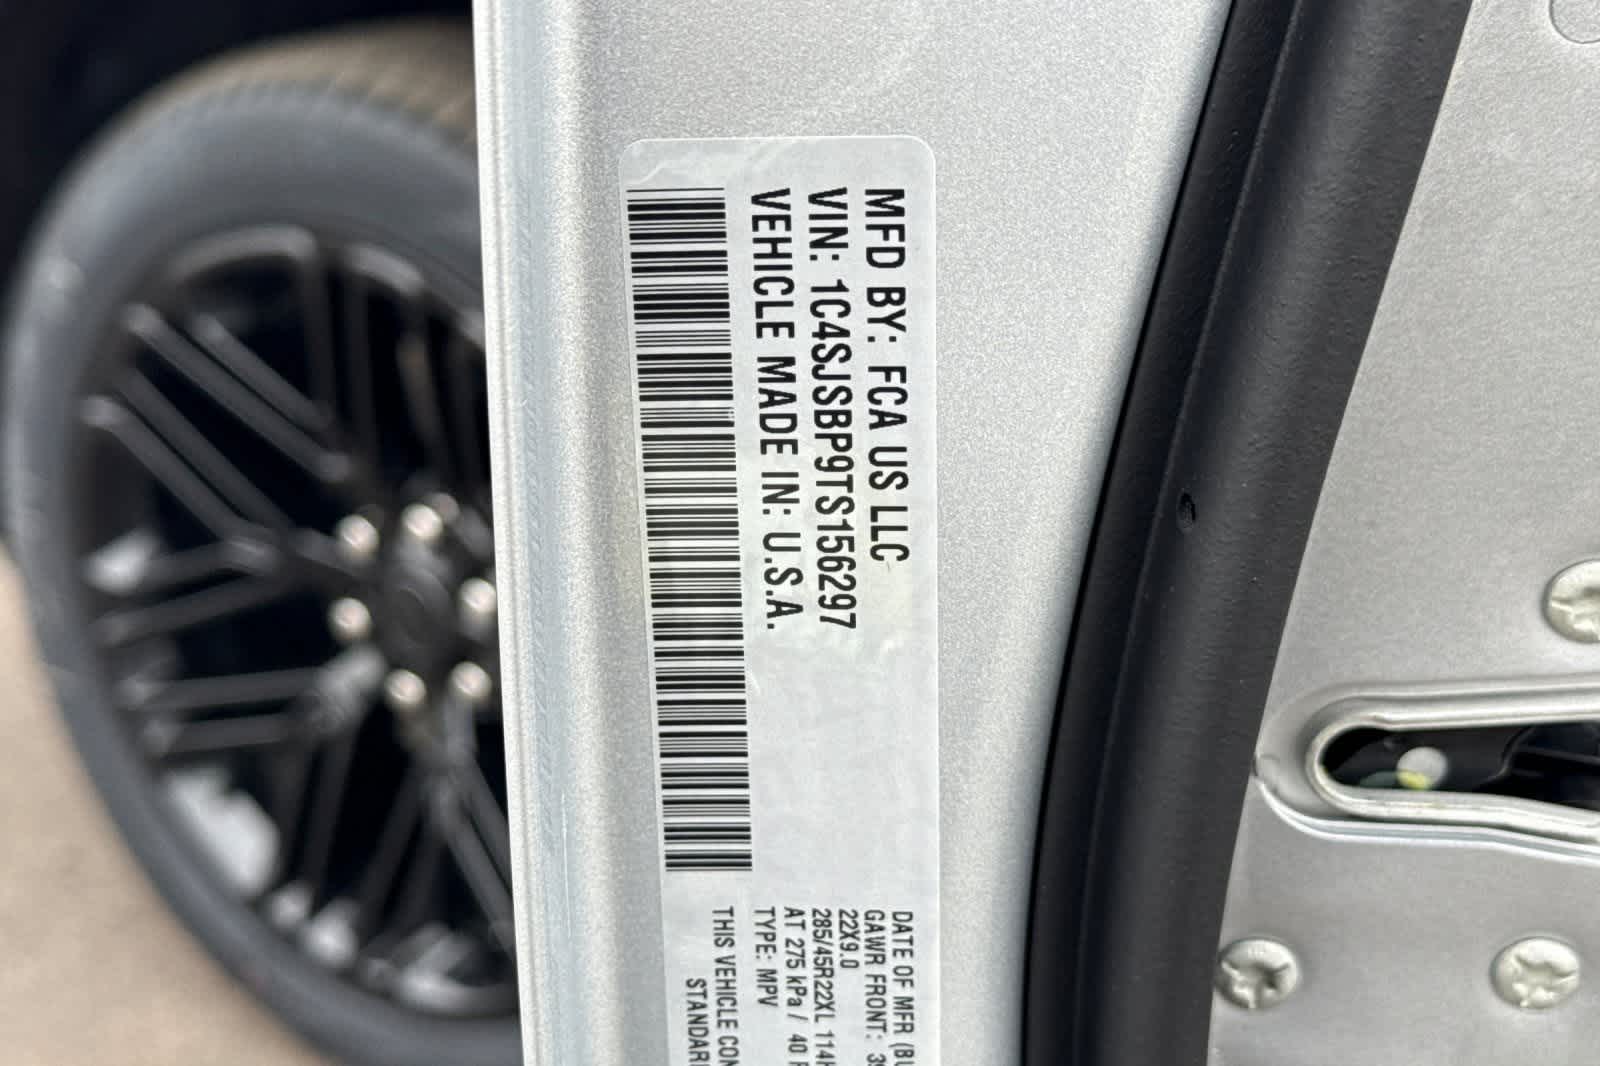 MFD BY: FCA US LLC
VIN: 1C4SJSBP9TS156297
VEHICLE MADE IN: U.S.A.
DATE OF MFR
GAWR FRONT:
22X9.0
285/45R22XL
AT 275 kPa / 40
TYPE: MPV
THIS VEHICLE